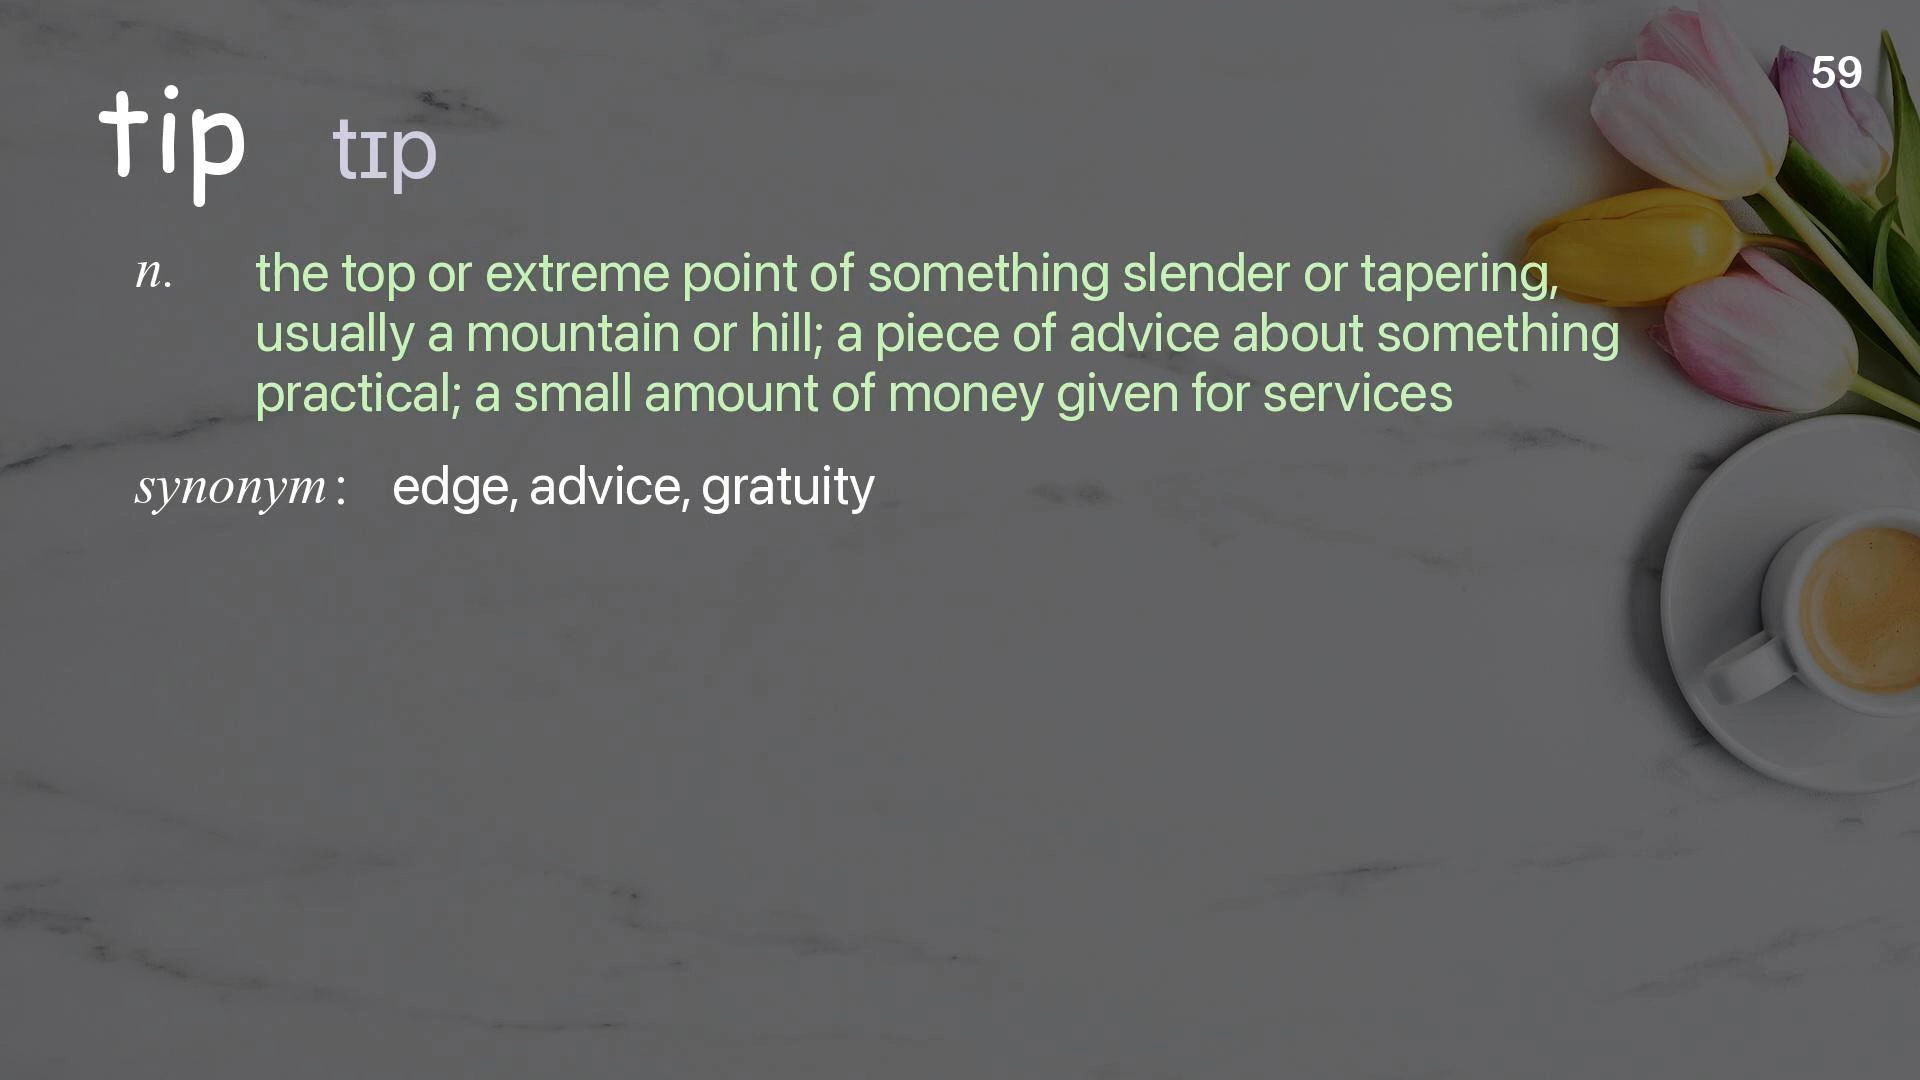 59
tip tɪp
n. the top or extreme point of something slender or tapering,
usually a mountain or hill; a piece of advice about something
practical; a small amount of money given for services
synonym : edge, advice, gratuity